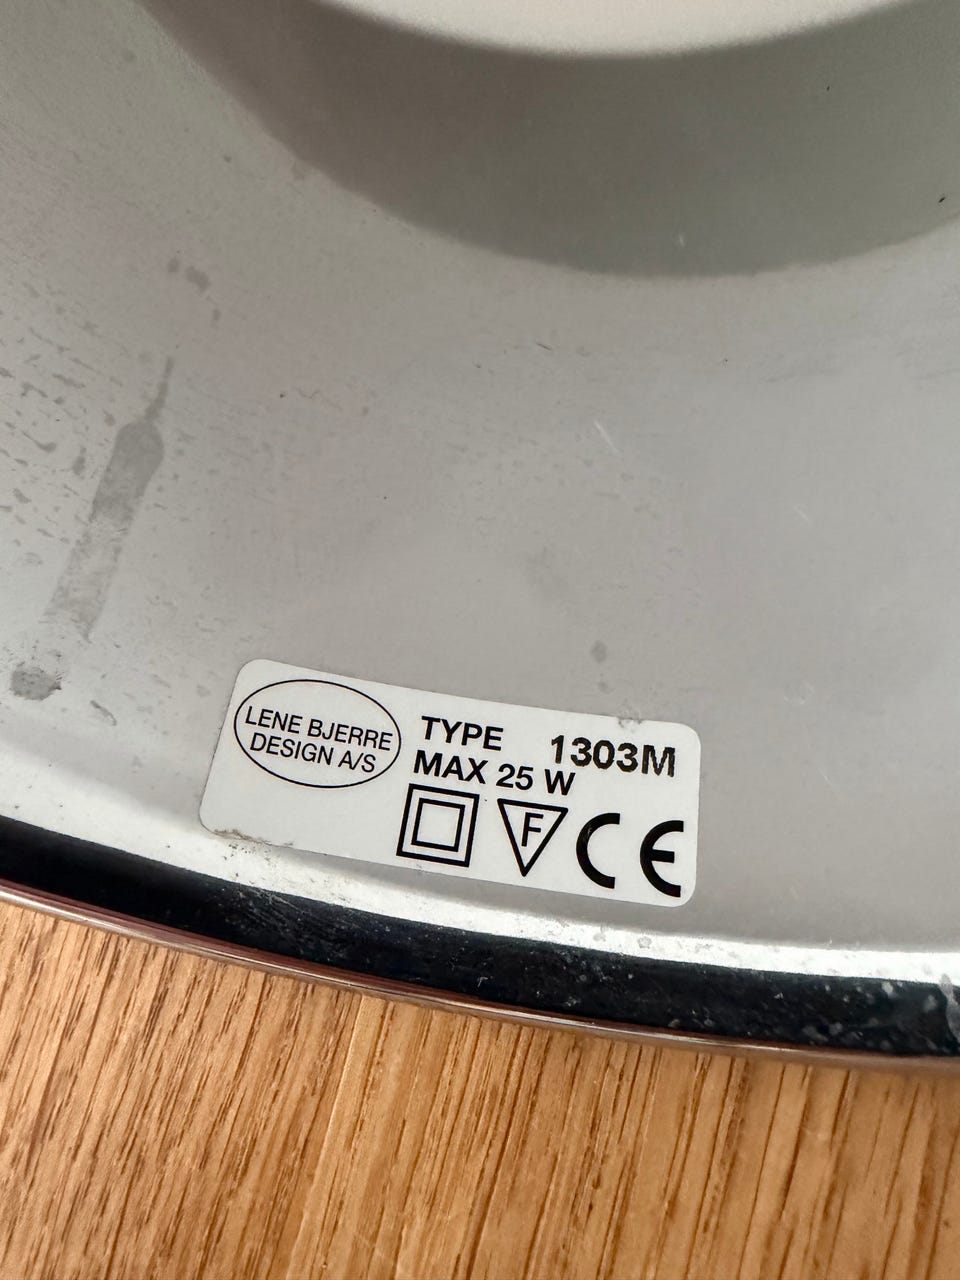 LENE BJERRE
DESIGN A/S
TYPE 1303M
MAX 25 W
F
CE